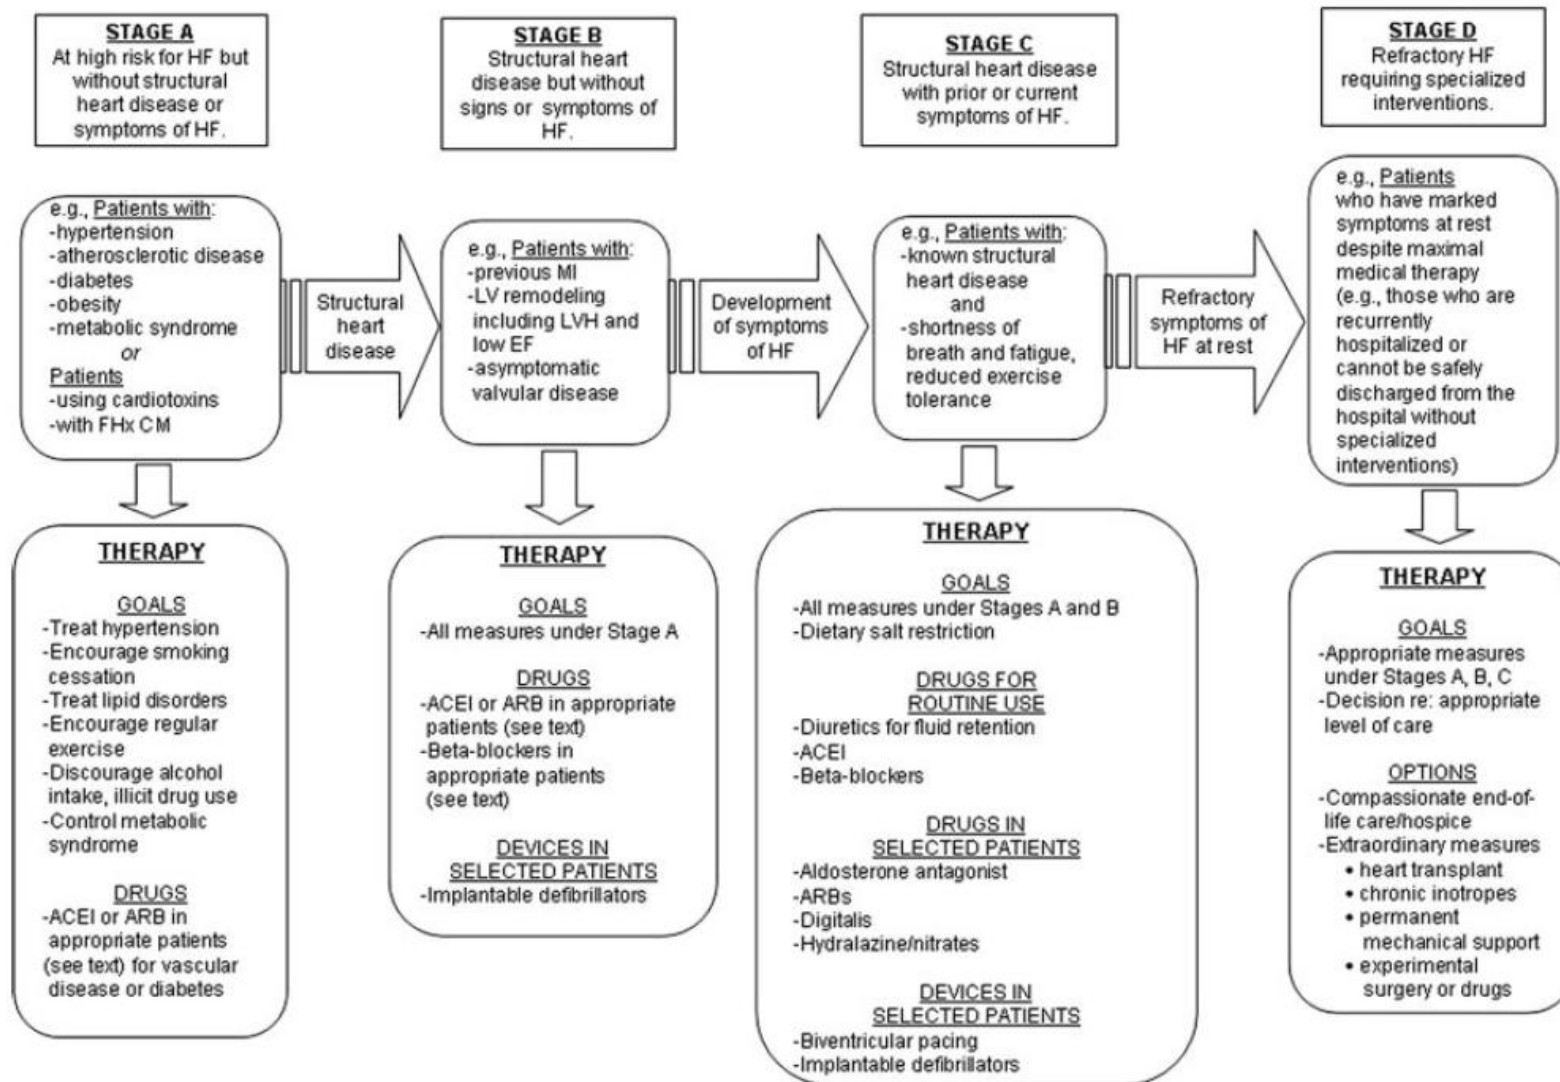 STAGE A
At high risk for HF but
without structural
heart disease or
symptoms of HF.
STAGE B
Structural heart
disease but without
signs or symptoms of
HF.
STAGE C
Structural heart disease
with prior or current
symptoms of HF.
STAGE D
Refractory HF
requiring specialized
interventions.
e.g., Patients with:
-hypertension
-atherosclerotic disease
-diabetes
-obesity
-metabolic syndrome
or
Patients
-using cardiotoxins
-with FHx CM
Structural
heart
disease
e.g., Patients with:
-previous MI
-LV remodeling
including LVH and
low EF
-asymptomatic
valvular disease
Development
of symptoms
of HF
e.g., Patients with:
-known structural
heart disease
and
-shortness of
breath and fatigue,
reduced exercise
tolerance
Refractory
symptoms of
HF at rest
e.g., Patients
who have marked
symptoms at rest
despite maximal
medical therapy
(e.g., those who are
recurrently
hospitalized or
cannot be safely
discharged from the
hospital without
specialized
interventions)
THERAPY
GOALS
-Treat hypertension
-Encourage smoking
cessation
-Treat lipid disorders
-Encourage regular
exercise
-Discourage alcohol
intake, illicit drug use
-Control metabolic
syndrome
DRUGS
-ACEI or ARB in
appropriate patients
(see text) for vascular
disease or diabetes
THERAPY
GOALS
-All measures under Stage A
DRUGS
-ACEI or ARB in appropriate
patients (see text)
-Beta-blockers in
appropriate patients
(see text)
DEVICES IN
SELECTED PATIENTS
-Implantable defibrillators
THERAPY
GOALS
-All measures under Stages A and B
-Dietary salt restriction
DRUGS FOR
ROUTINE USE
-Diuretics for fluid retention
-ACEI
-Beta-blockers
DRUGS IN
SELECTED PATIENTS
-Aldosterone antagonist
-ARBs
-Digitalis
-Hydralazine/nitrates
DEVICES IN
SELECTED PATIENTS
-Biventricular pacing
-Implantable defibrillators
THERAPY
GOALS
-Appropriate measures
under Stages A, B, C
-Decision re: appropriate
level of care
OPTIONS
-Compassionate end-of-
life care/hospice
-Extraordinary measures
• heart transplant
• chronic inotropes
• permanent
mechanical support
• experimental
surgery or drugs